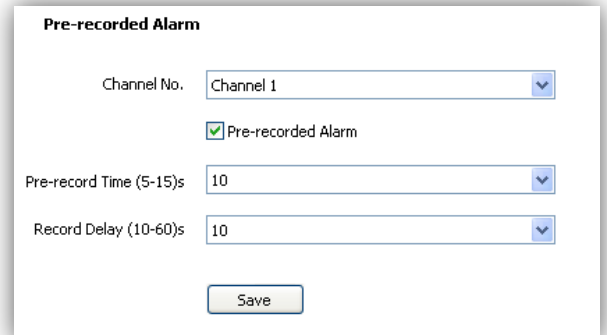 Pre-recorded Alarm
Channel No. Channel 1
Pre-recorded Alarm
Pre-record Time (5-15)s 10
Record Delay (10-60)s 10
Save